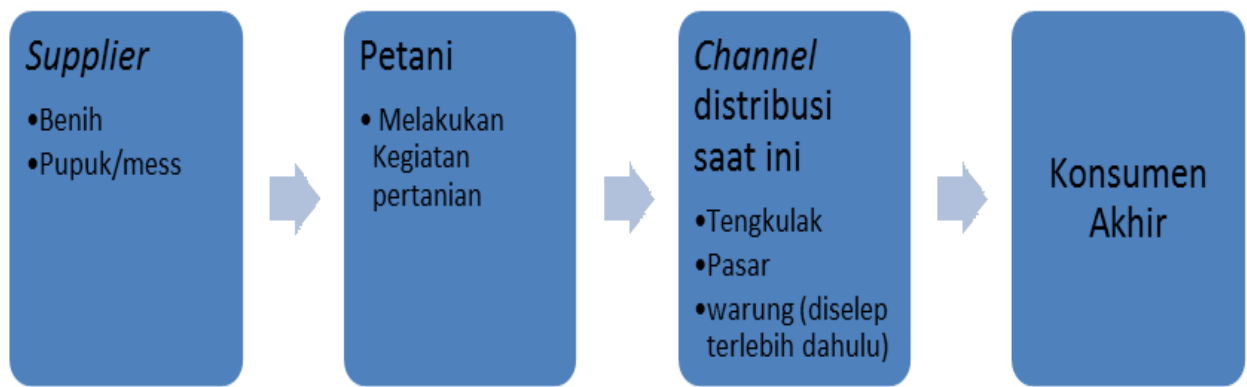 Supplier
•Benih
•Pupuk/mess
Petani
• Melakukan
Kegiatan
pertanian
Channel
distribusi
saat ini
•Tengkulak
•Pasar
•warung (diselep
terlebih dahulu)
Konsumen
Akhir